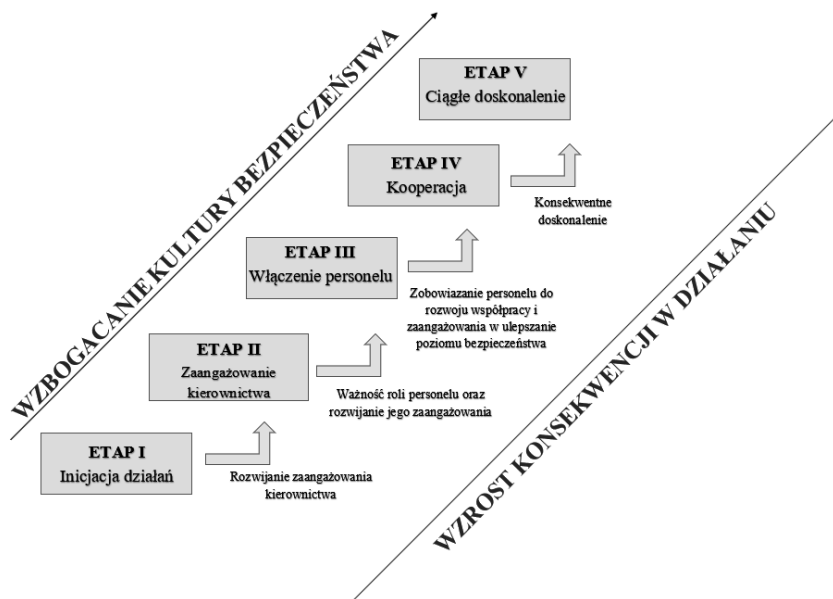 WZBOGACANIE KULTURY BEZPIECZEŃSTWA
ETAP V
Ciągłe doskonalenie
ETAP IV
Kooperacja
Konsekwentne
doskonalenie
ETAP III
Włączenie personelu
Zobowiazanie personelu do
rozwoju współpracy i
zaangażowania w ulepszanie
poziomu bezpieczeństwa
ETAP II
Zaangażowanie
kierownictwa
Ważność roli personelu oraz
rozwijanie jego zaangażowania
ETAP I
Inicjacja działań
Rozwijanie zaangażowania
kierownictwa
WZROST KONSEKWENCJI W DZIAŁANIU